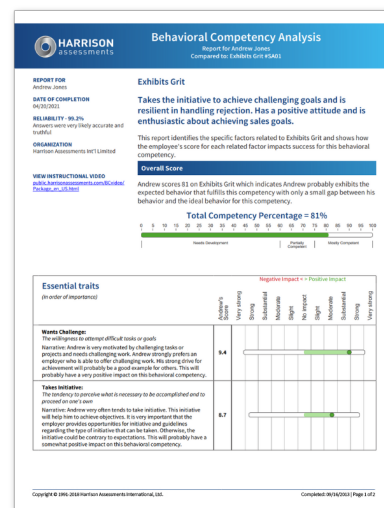 HARRISON
assessments
Behavioral Competency Analysis
Report for Andrew Jones
Compared to: Exhibits Grit #SA01
REPORT FOR
Andrew Jones
DATE OF COMPLETION
04/20/2021
RELIABILITY - 99.2%
Answers were very likely accurate and
truthful
ORGANIZATION
Harrison Assessments Int'l Limited
VIEW INSTRUCTIONAL VIDEO
public.harrisonassessments.com/BCvideo/
Package_en_US.html
Exhibits Grit
Takes the initiative to achieve challenging goals and is
resilient in handling rejection. Has a positive attitude and is
enthusiastic about achieving sales goals.
This report identifies the specific factors related to Exhibits Grit and shows how
the employee's score for each related factor impacts success for this behavioral
competency.
Overall Score
Andrew scores 81 on Exhibits Grit which indicates Andrew probably exhibits the
expected behavior that fulfills this competency with only a small gap between his
behavior and the ideal behavior for this competency.
Total Competency Percentage = 81%
0 5 10 15 20 25 30 35 40 45 50 55 60 65 70 75 80 85 90 95 100
Needs Development
Partially
Competent
Mostly Competent
Essential traits
(in order of importance)
Negative Impact < > Positive Impact
Andrew's
Score
Very strong
Strong
Substantial
Moderate
Slight
No impact
Slight
Moderate
Substantial
Strong
Very strong
Wants Challenge:
The willingness to attempt difficult tasks or goals
Narrative: Andrew is very motivated by challenging tasks or
projects and needs challenging work. Andrew strongly prefers an
employer who is able to offer challenging work. His strong drive for
achievement will probably be a good example for others. This will
probably have a very positive impact on this behavioral competency.
9.4
Takes Initiative:
The tendency to perceive what is necessary to be accomplished and to
proceed on one's own
Narrative: Andrew very often tends to take initiative. This initiative
will help him to achieve objectives. It is very important that the
employer provides opportunities for initiative and guidelines
regarding the type of initiative that can be taken. Otherwise, the
initiative could be contrary to expectations. This will probably have a
somewhat positive impact on this behavioral competency.
8.7
Copyright © 1991-2016 Harrison Assessments International, Ltd.
Completed: 09/16/2013 | Page 1 of 2